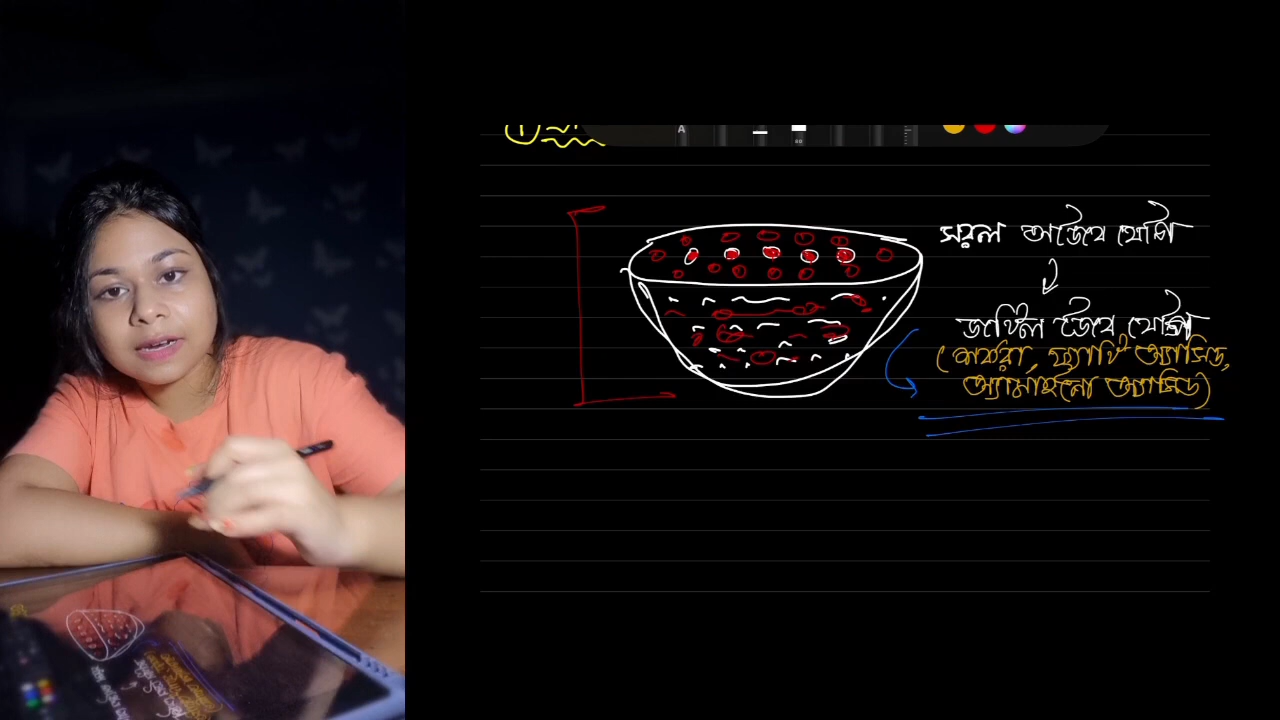 সরল অজৈব যৌগ
জটিল জৈব যৌগ
(শর্করা, ফ্যাটি অ্যাসিড,
অ্যামাইনো অ্যাসিড)